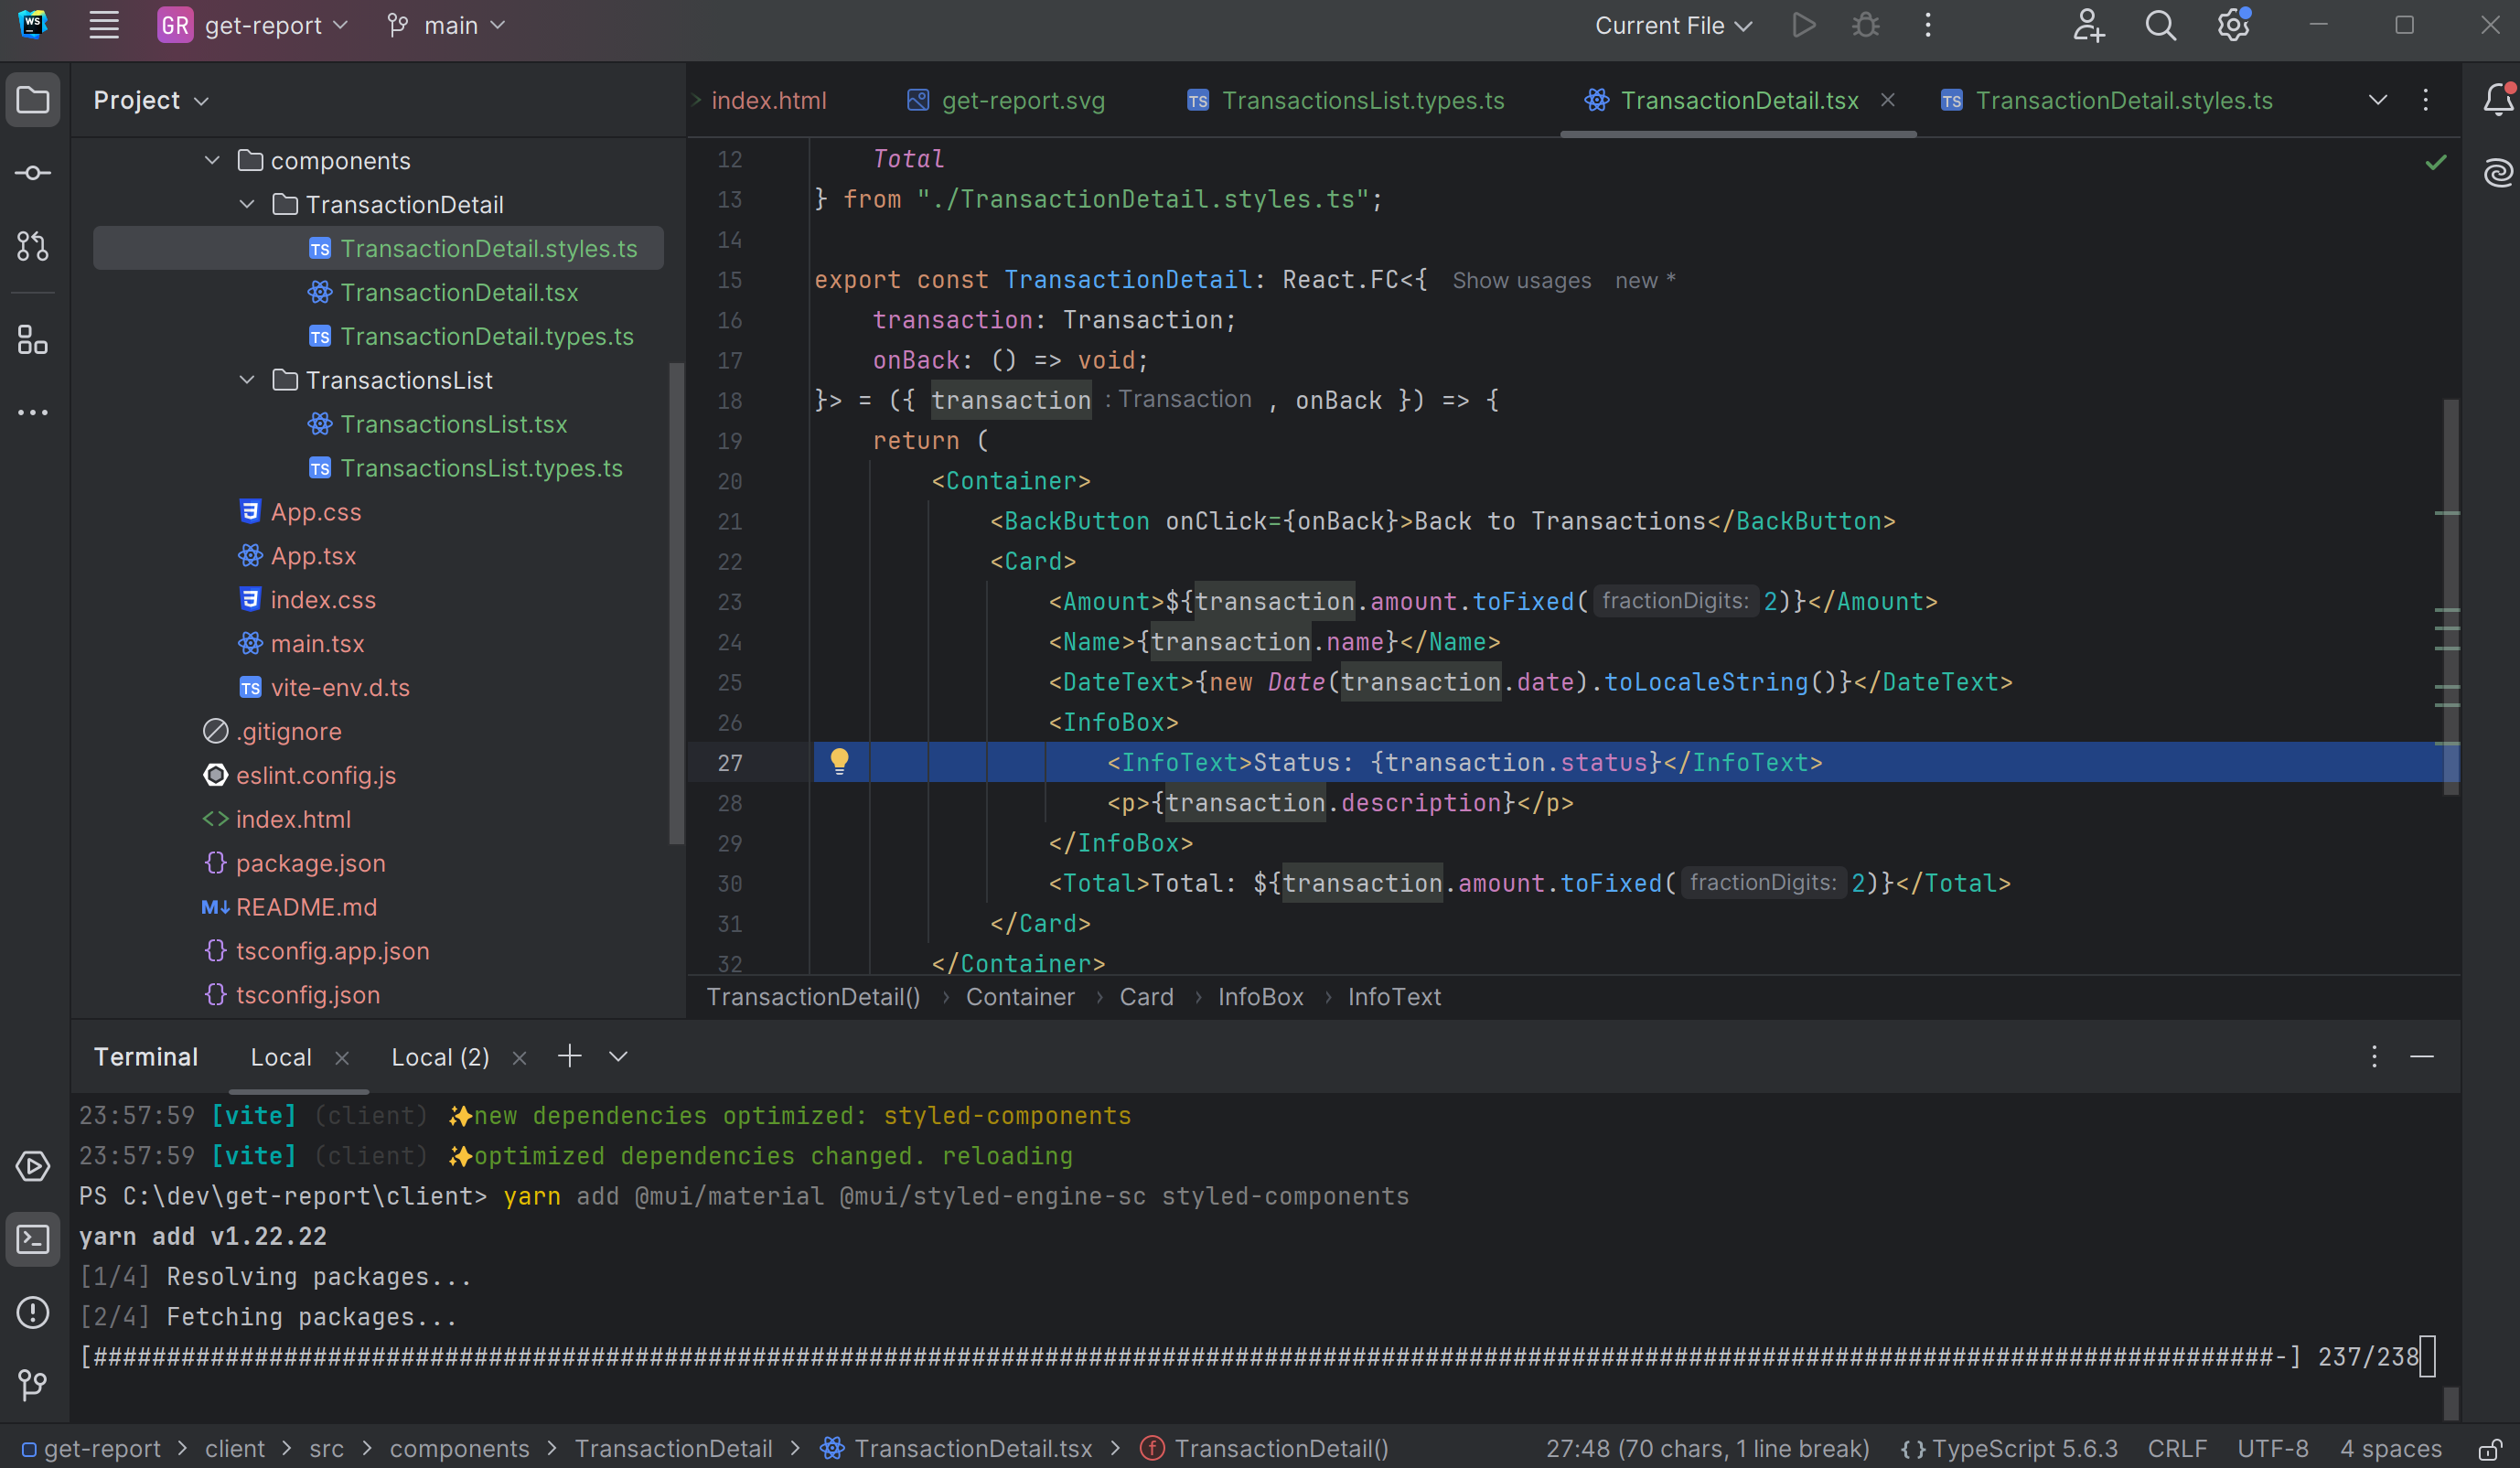 WS GR get-report main Current File
Project
components
TransactionDetail
TS TransactionDetail.styles.ts
TransactionDetail.tsx
TS TransactionDetail.types.ts
TransactionsList
TransactionsList.tsx
TS TransactionsList.types.ts
App.css
App.tsx
index.css
main.tsx
TS vite-env.d.ts
.gitignore
eslint.config.js
<> index.html
{} package.json
M↓ README.md
{} tsconfig.app.json
{} tsconfig.json
index.html get-report.svg TS TransactionsList.types.ts TransactionDetail.tsx TS TransactionDetail.styles.ts
12 Total
13 } from "./TransactionDetail.styles.ts";
14
15 export const TransactionDetail: React.FC<{ Show usages new *
16 transaction: Transaction;
17 onBack: () => void;
18 }> = ({ transaction : Transaction , onBack }) => {
19 return (
20 <Container>
21 <BackButton onClick={onBack}>Back to Transactions</BackButton>
22 <Card>
23 <Amount>${transaction.amount.toFixed( fractionDigits: 2)}</Amount>
24 <Name>{transaction.name}</Name>
25 <DateText>{new Date(transaction.date).toLocaleString()}</DateText>
26 <InfoBox>
27 <InfoText>Status: {transaction.status}</InfoText>
28 <p>{transaction.description}</p>
29 </InfoBox>
30 <Total>Total: ${transaction.amount.toFixed( fractionDigits: 2)}</Total>
31 </Card>
32 </Container>
TransactionDetail() › Container › Card › InfoBox › InfoText
Terminal Local Local (2)
23:57:59 [vite] (client) ✨new dependencies optimized: styled-components
23:57:59 [vite] (client) ✨optimized dependencies changed. reloading
PS C:\dev\get-report\client> yarn add @mui/material @mui/styled-engine-sc styled-components
yarn add v1.22.22
[1/4] Resolving packages...
[2/4] Fetching packages...
[######################################################################################################################################################-] 237/238
get-report > client > src > components > TransactionDetail > TransactionDetail.tsx > f TransactionDetail() 27:48 (70 chars, 1 line break) {} TypeScript 5.6.3 CRLF UTF-8 4 spaces